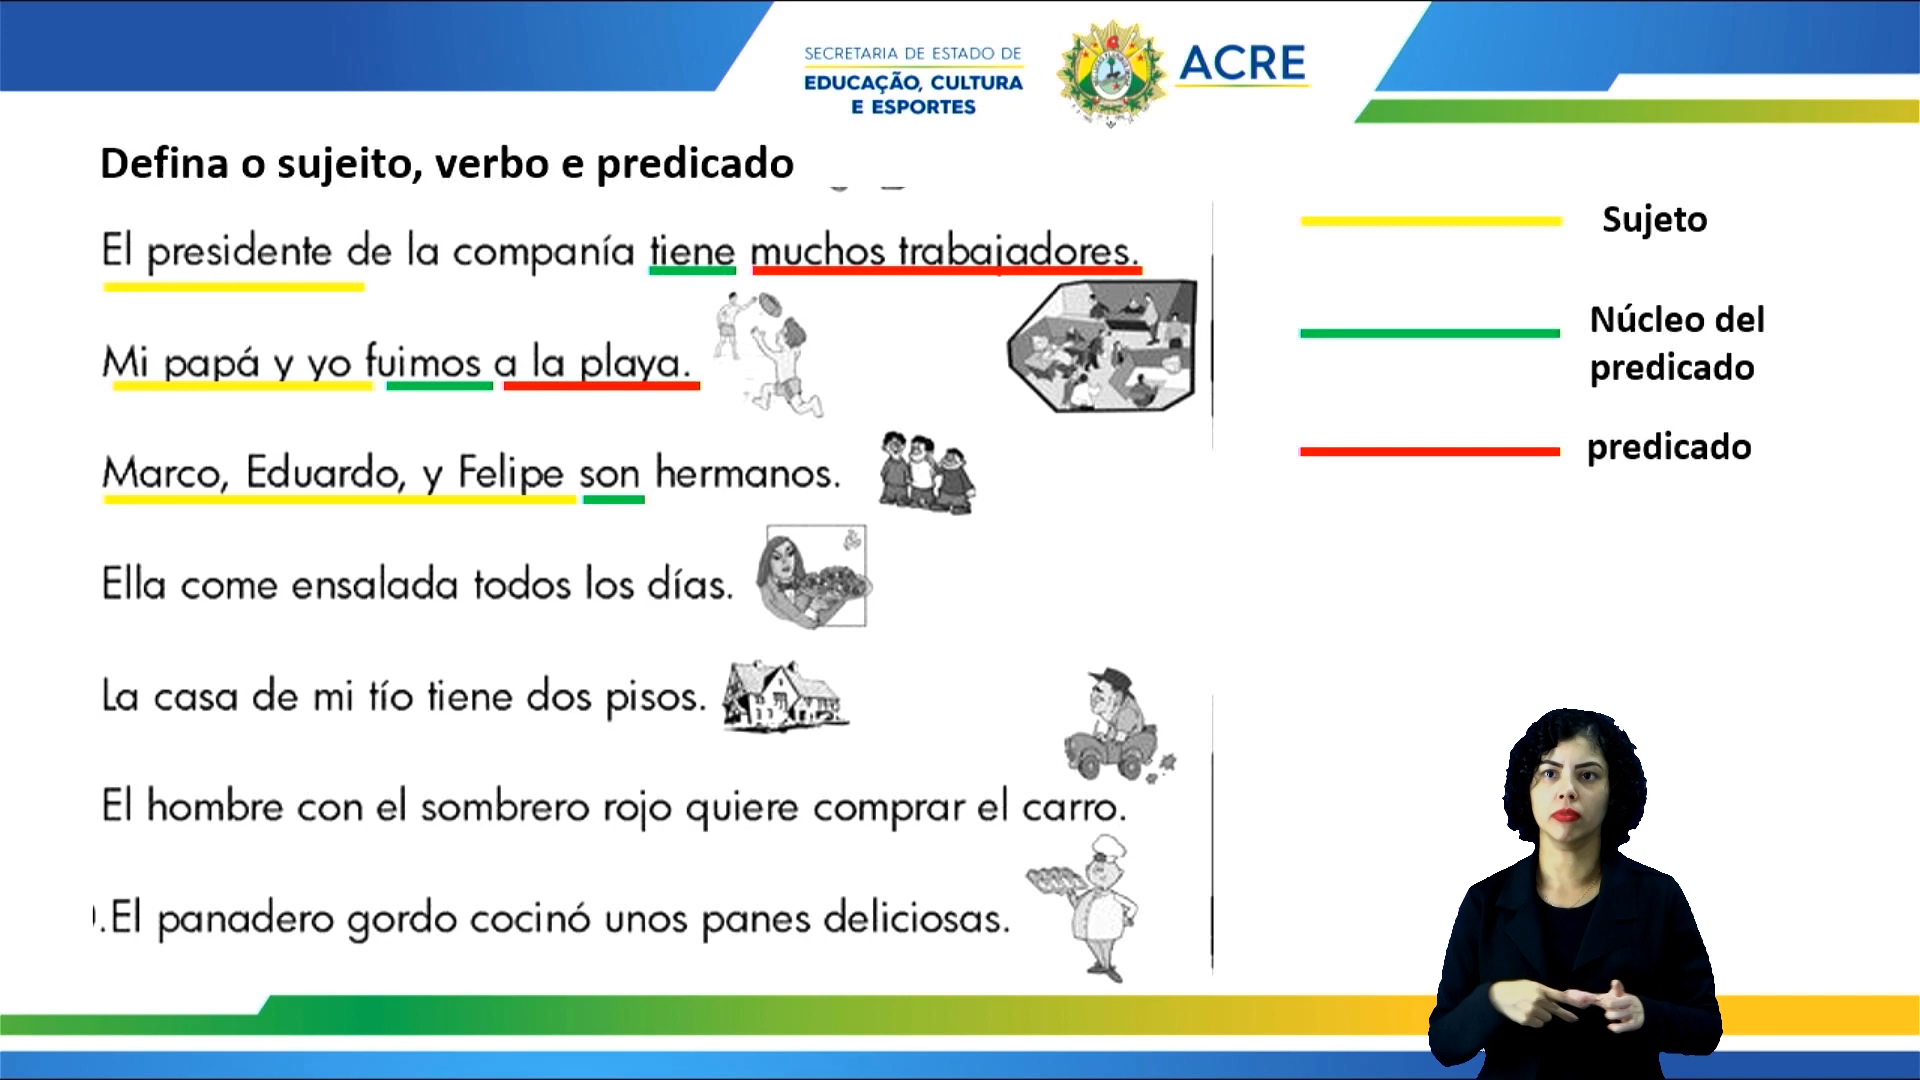 SECRETARIA DE ESTADO DE
EDUCAÇÃO, CULTURA
E ESPORTES
ACRE
Defina o sujeito, verbo e predicado
El presidente de la companía tiene muchos trabajadores.
Mi papá y yo fuimos a la playa.
Marco, Eduardo, y Felipe son hermanos.
Ella come ensalada todos los días.
La casa de mi tío tiene dos pisos.
El hombre con el sombrero rojo quiere comprar el carro.
.El panadero gordo cocinó unos panes deliciosas.
Sujeto
Núcleo del
predicado
predicado